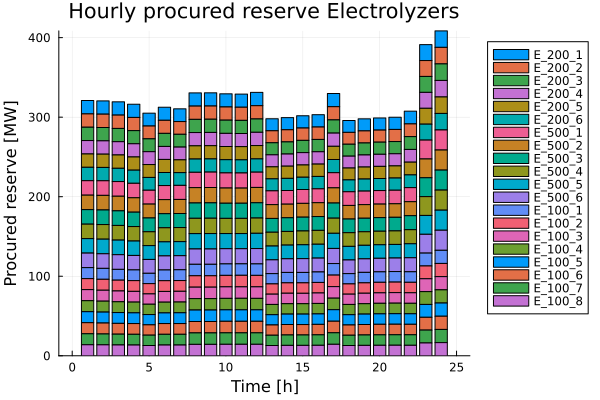 Hourly procured reserve Electrolyzers
Procured reserve [MW]
400
300
200
100
0
0 5 10 15 20 25
Time [h]
E_200_1
E_200_2
E_200_3
E_200_4
E_200_5
E_200_6
E_500_1
E_500_2
E_500_3
E_500_4
E_500_5
E_500_6
E_100_1
E_100_2
E_100_3
E_100_4
E_100_5
E_100_6
E_100_7
E_100_8